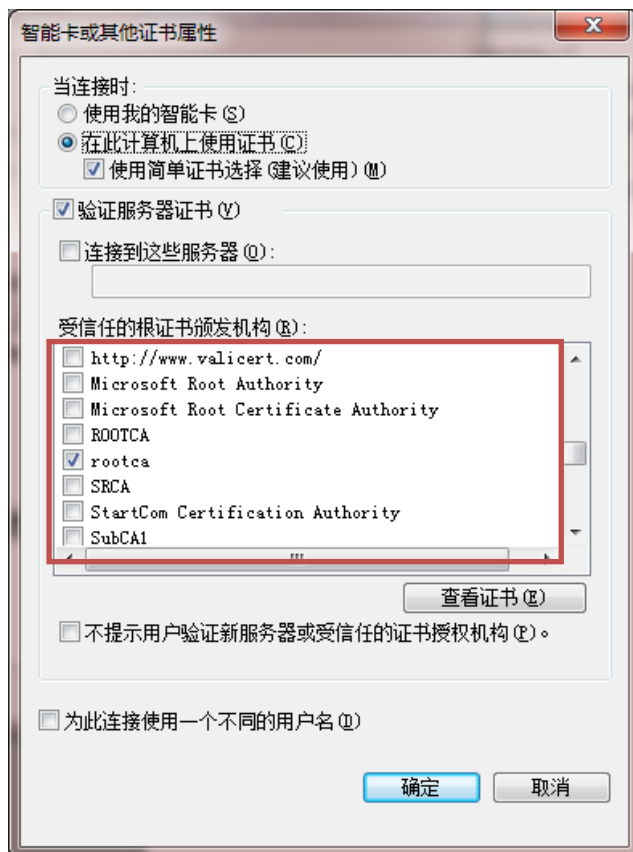 智能卡或其他证书属性
当连接时:
使用我的智能卡(S)
在此计算机上使用证书(C)
使用简单证书选择(建议使用)(M)
验证服务器证书(V)
连接到这些服务器(O):
受信任的根证书颁发机构(R):
http://www.valicert.com/
Microsoft Root Authority
Microsoft Root Certificate Authority
ROOTCA
rootca
SRCA
StartCom Certification Authority
SubCA1
查看证书(E)
不提示用户验证新服务器或受信任的证书授权机构(P)。
为此连接使用一个不同的用户名(D)
确定
取消